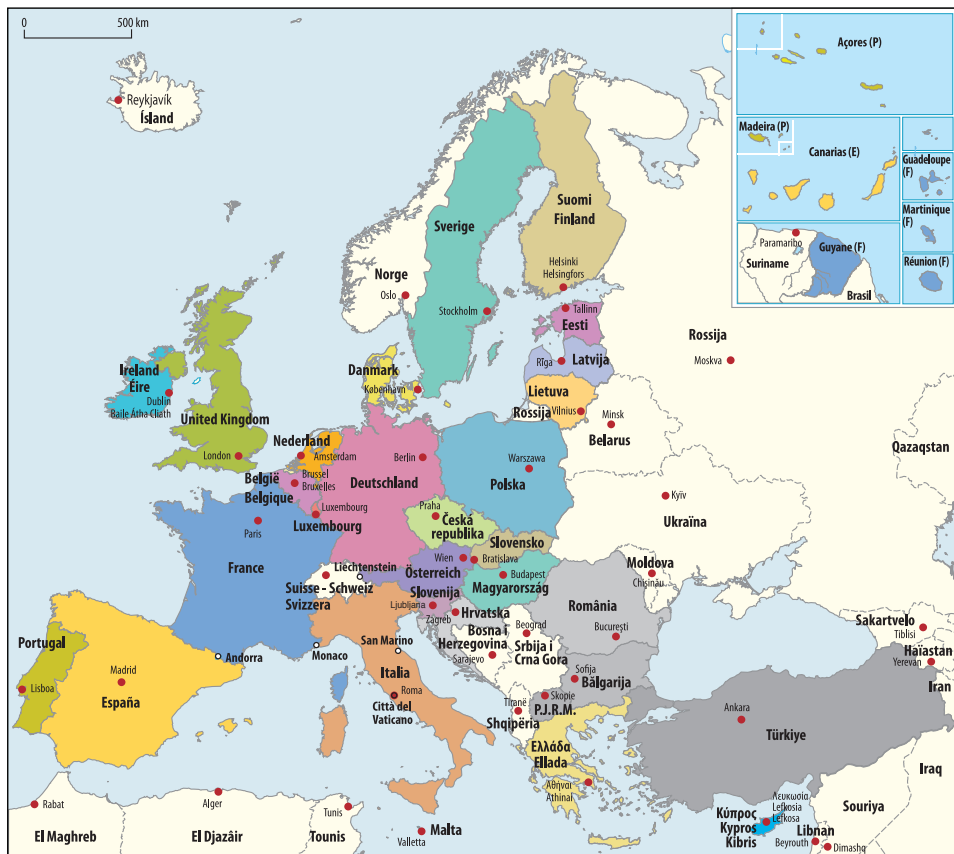 0
500 km
Reykjavík
Ísland
Açores (P)
Madeira (P)
Canarias (E)
Guadeloupe
(F)
Martinique
(F)
Réunion (F)
Paramaribo
Suriname
Guyane (F)
Brasil
Suomi
Finland
Sverige
Norge
Helsinki
Helsingfors
Oslo
Stockholm
Tallinn
Eesti
Rossija
Moskva
Rīga
Latvija
Danmark
København
Lietuva
Vilnius
Rossija
Minsk
Belarus
Ireland
Éire
Dublin
Baile Átha Cliath
United Kingdom
London
Nederland
Amsterdam
Berlin
Deutschland
Warszawa
Polska
Qazaqstan
België
Belgique
Brussel
Bruxelles
Luxembourg
Luxembourg
Kyïv
Ukraïna
Praha
Česká
republika
Paris
France
Slovensko
Bratislava
Wien
Österreich
Liechtenstein
Suisse - Schweiz
Svizzera
Budapest
Magyarország
Moldova
Chişinău
Slovenija
Ljubljana
Hrvatska
Zagreb
România
Bucureşti
Bosna i
Herzegovina
Sarajevo
Beograd
Srbija i
Crna Gora
Sakartvelo
Tiblisi
Haïastan
Yerevan
Iran
Portugal
Lisboa
Madrid
España
Andorra
Monaco
San Marino
Italia
Roma
Città del
Vaticano
Sofija
Bălgarija
Skopie
P.J.R.M.
Tiranë
Shqipëria
Ελλάδα
Ellada
Αθήναι
Athinai
Ankara
Türkiye
Iraq
Souriya
Rabat
El Maghreb
Alger
El Djazâir
Tunis
Tounis
Malta
Valletta
Κύπρος
Kypros
Kibris
Λευκωσία
Lefkosia
Lefkosa
Libnan
Beyrouth
Dimashq